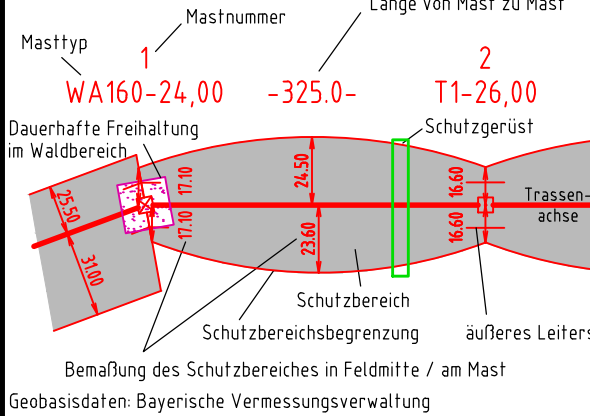 Länge von Mast zu Mast
Mastnummer
Masttyp
1
2
WA160-24,00
-325.0-
T1-26,00
Dauerhafte Freihaltung
im Waldbereich
Schutzgerüst
25.50
31.00
17.10
17.10
24.50
23.60
16.60
16.60
Trassen-
achse
Schutzbereich
Schutzbereichsbegrenzung
äußeres Leiters
Bemaßung des Schutzbereiches in Feldmitte / am Mast
Geobasisdaten: Bayerische Vermessungsverwaltung